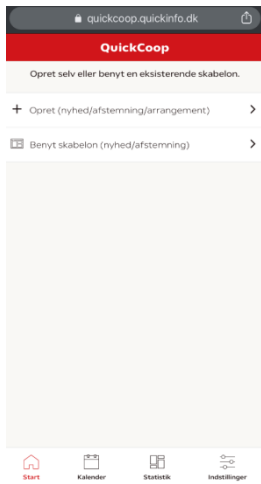 quickcoop.quickinfo.dk
QuickCoop
Opret selv eller benyt en eksisterende skabelon.
Opret (nyhed/afstemning/arrangement)
Benyt skabelon (nyhed/afstemning)
Start Kalender Statistik Indstillinger